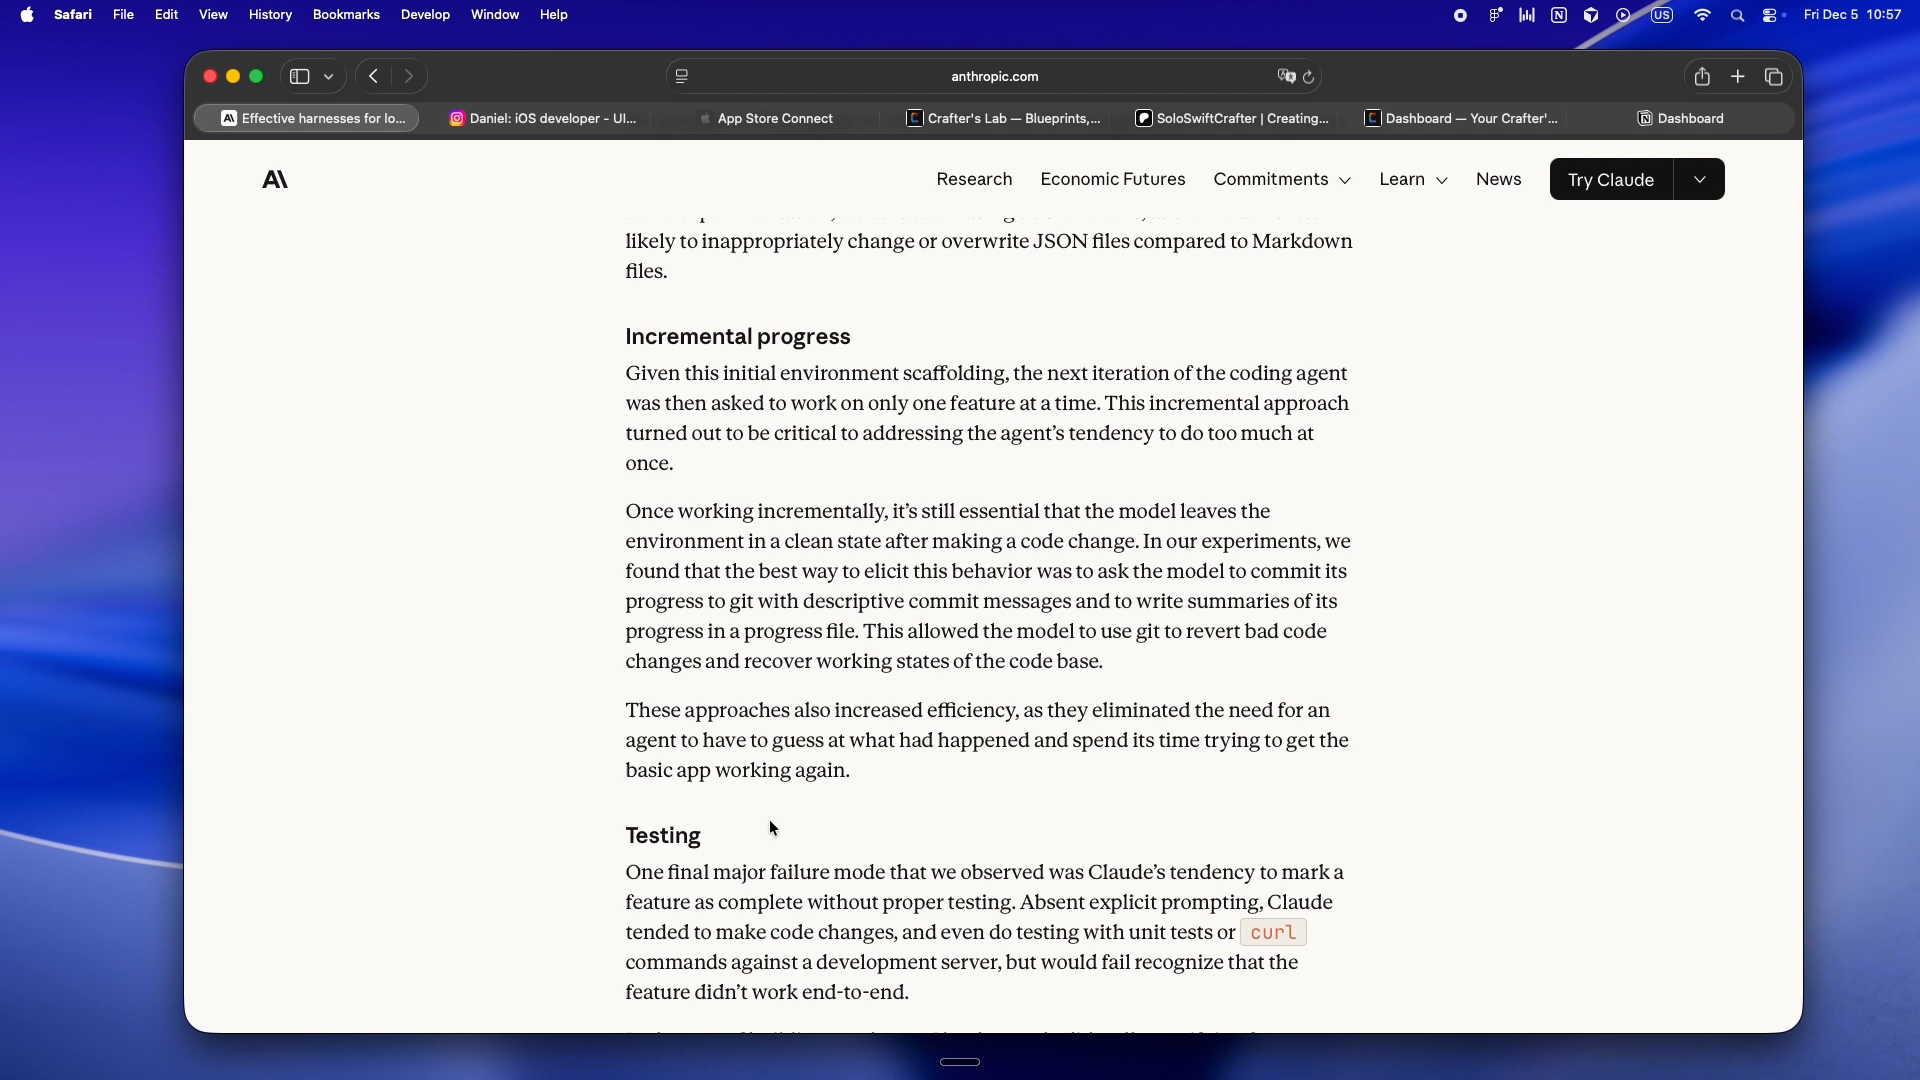 Safari File Edit View History Bookmarks Develop Window Help US Fri Dec 5 10:57
anthropic.com
Effective harnesses for lo... Daniel: iOS developer - UI... App Store Connect Crafter's Lab — Blueprints,... SoloSwiftCrafter | Creating... Dashboard — Your Crafter'... Dashboard
Research Economic Futures Commitments Learn News Try Claude
likely to inappropriately change or overwrite JSON files compared to Markdown
files.
Incremental progress
Given this initial environment scaffolding, the next iteration of the coding agent
was then asked to work on only one feature at a time. This incremental approach
turned out to be critical to addressing the agent’s tendency to do too much at
once.
Once working incrementally, it’s still essential that the model leaves the
environment in a clean state after making a code change. In our experiments, we
found that the best way to elicit this behavior was to ask the model to commit its
progress to git with descriptive commit messages and to write summaries of its
progress in a progress file. This allowed the model to use git to revert bad code
changes and recover working states of the code base.
These approaches also increased efficiency, as they eliminated the need for an
agent to have to guess at what had happened and spend its time trying to get the
basic app working again.
Testing
One final major failure mode that we observed was Claude’s tendency to mark a
feature as complete without proper testing. Absent explicit prompting, Claude
tended to make code changes, and even do testing with unit tests or curl
commands against a development server, but would fail recognize that the
feature didn’t work end-to-end.